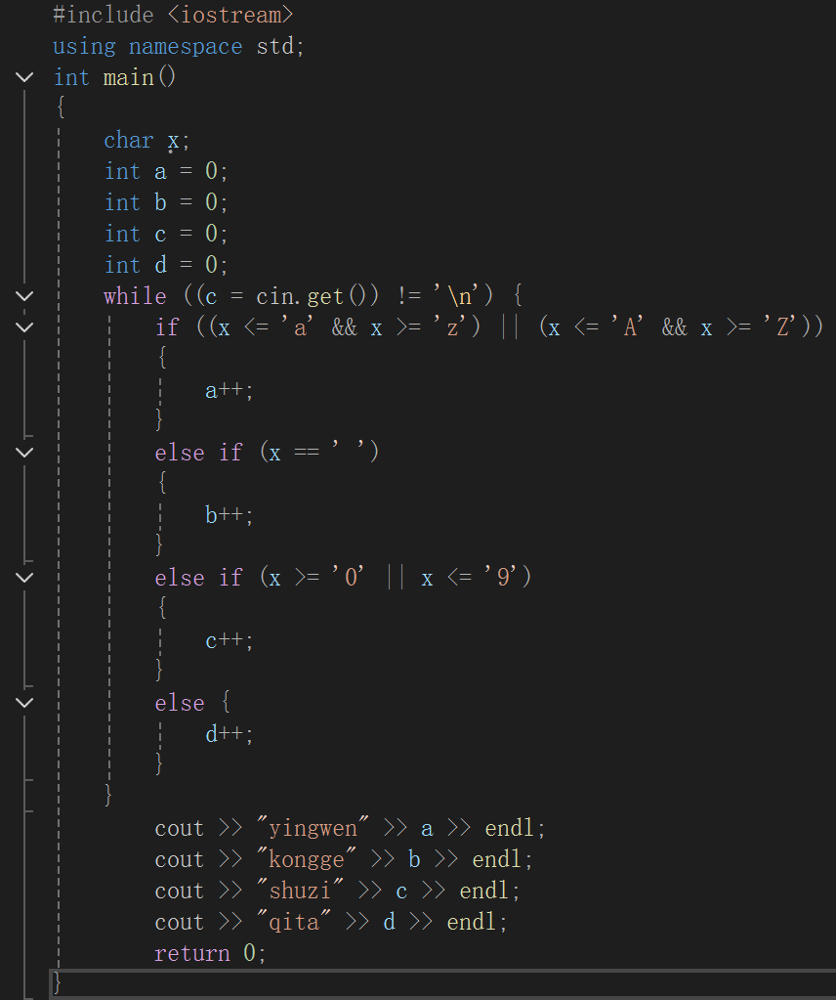 #include <iostream>
using namespace std;
int main()
{
char x;
int a = 0;
int b = 0;
int c = 0;
int d = 0;
while ((c = cin.get()) != '\n') {
if ((x <= 'a' && x >= 'z') || (x <= 'A' && x >= 'Z'))
{
a++;
}
else if (x == ' ')
{
b++;
}
else if (x >= '0' || x <= '9')
{
c++;
}
else {
d++;
}
}
cout >> "yingwen" >> a >> endl;
cout >> "kongge" >> b >> endl;
cout >> "shuzi" >> c >> endl;
cout >> "qita" >> d >> endl;
return 0;
}